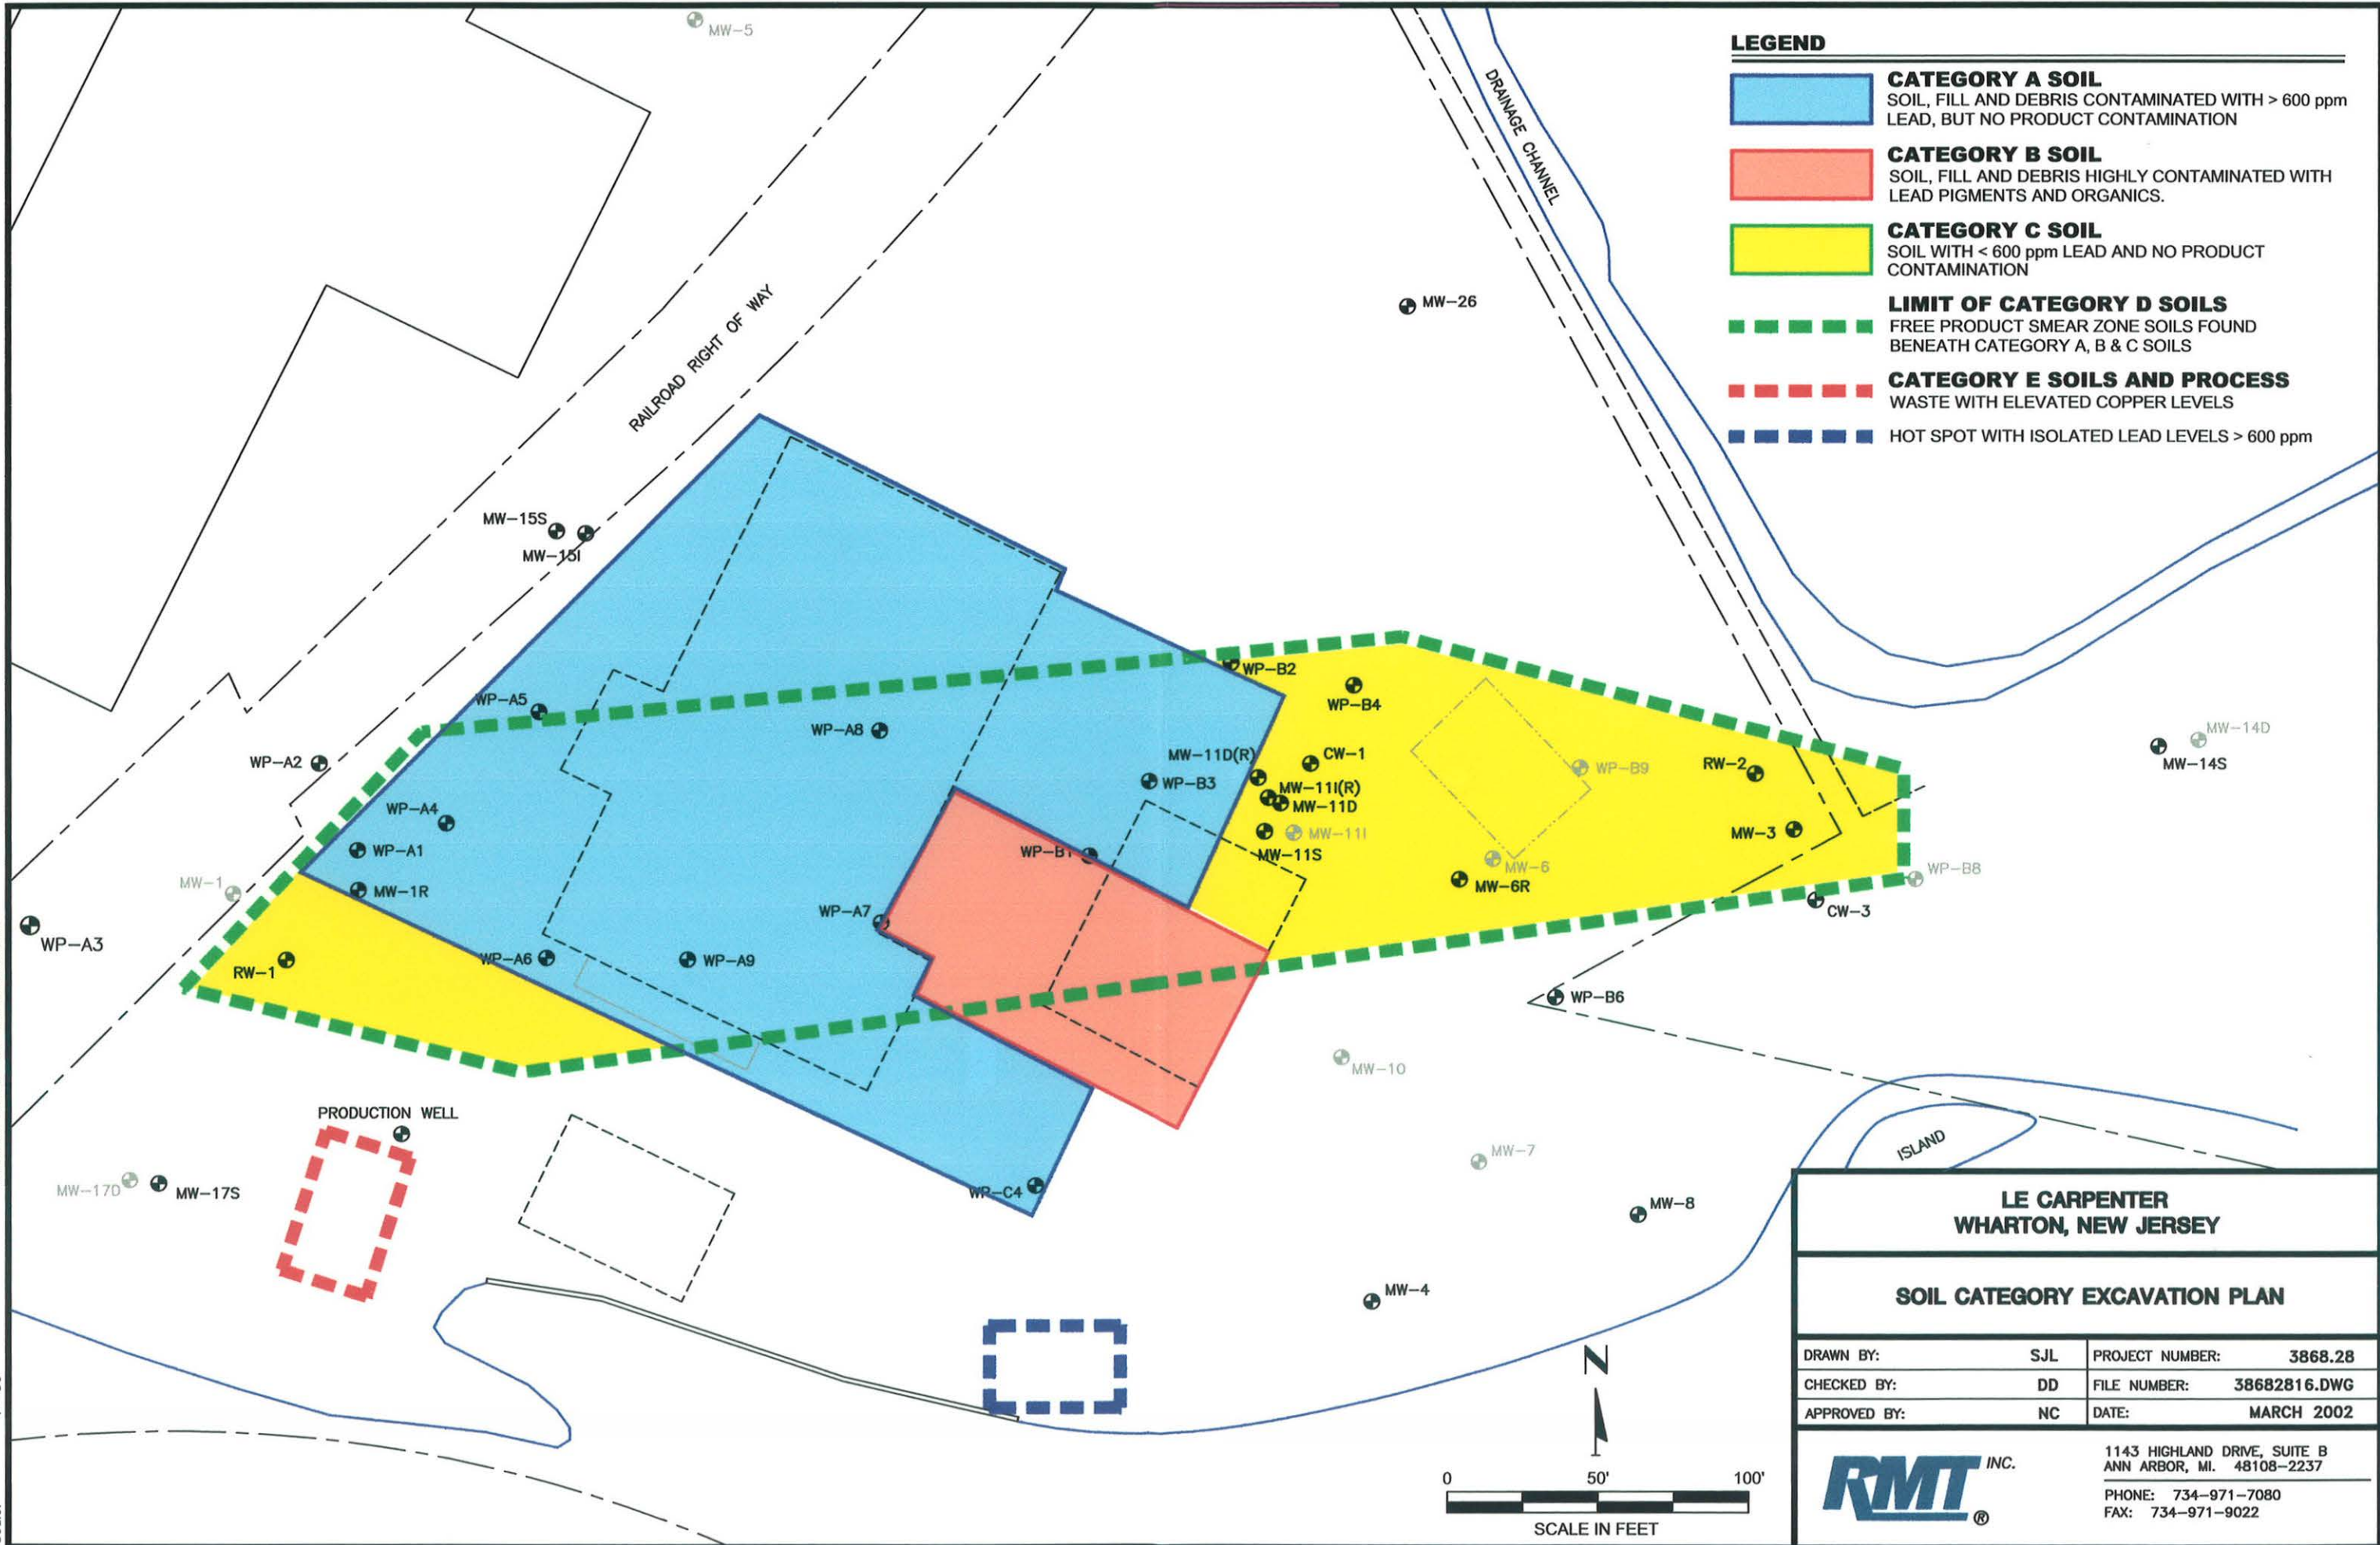 MW-5
LEGEND
CATEGORY A SOIL
SOIL, FILL AND DEBRIS CONTAMINATED WITH > 600 ppm
LEAD, BUT NO PRODUCT CONTAMINATION
CATEGORY B SOIL
SOIL, FILL AND DEBRIS HIGHLY CONTAMINATED WITH
LEAD PIGMENTS AND ORGANICS.
CATEGORY C SOIL
SOIL WITH < 600 ppm LEAD AND NO PRODUCT
CONTAMINATION
LIMIT OF CATEGORY D SOILS
FREE PRODUCT SMEAR ZONE SOILS FOUND
BENEATH CATEGORY A, B & C SOILS
CATEGORY E SOILS AND PROCESS
WASTE WITH ELEVATED COPPER LEVELS
HOT SPOT WITH ISOLATED LEAD LEVELS > 600 ppm
DRAINAGE CHANNEL
MW-26
RAILROAD RIGHT OF WAY
MW-15S
MW-15I
WP-B2
WP-A5
WP-B4
WP-A8
MW-14D
MW-11D(R)
CW-1
WP-A2
RW-2
MW-14S
WP-B9
WP-B3
MW-11I(R)
MW-11D
WP-A4
MW-3
MW-11I
WP-A1
WP-B1
MW-11S
MW-6
WP-B8
MW-1
MW-1R
MW-6R
WP-A7
CW-3
WP-A3
WP-A6
WP-A9
RW-1
WP-B6
MW-10
PRODUCTION WELL
MW-7
ISLAND
MW-17D
MW-17S
WP-C4
MW-8
MW-4
N
0 50' 100'
SCALE IN FEET
LE CARPENTER
WHARTON, NEW JERSEY
SOIL CATEGORY EXCAVATION PLAN
DRAWN BY: SJL PROJECT NUMBER: 3868.28
CHECKED BY: DD FILE NUMBER: 38682816.DWG
APPROVED BY: NC DATE: MARCH 2002
RMT INC.
®
1143 HIGHLAND DRIVE, SUITE B
ANN ARBOR, MI. 48108-2237
PHONE: 734-971-7080
FAX: 734-971-9022